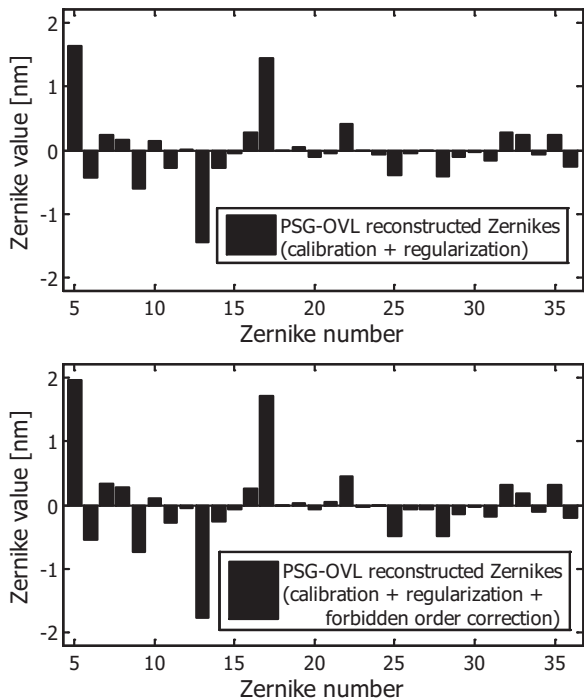 Zernike value [nm]
2
1
0
-1
-2
PSG-OVL reconstructed Zernikes
(calibration + regularization)
5 10 15 20 25 30 35
Zernike number
Zernike value [nm]
2
1
0
-1
-2
PSG-OVL reconstructed Zernikes
(calibration + regularization +
forbidden order correction)
5 10 15 20 25 30 35
Zernike number